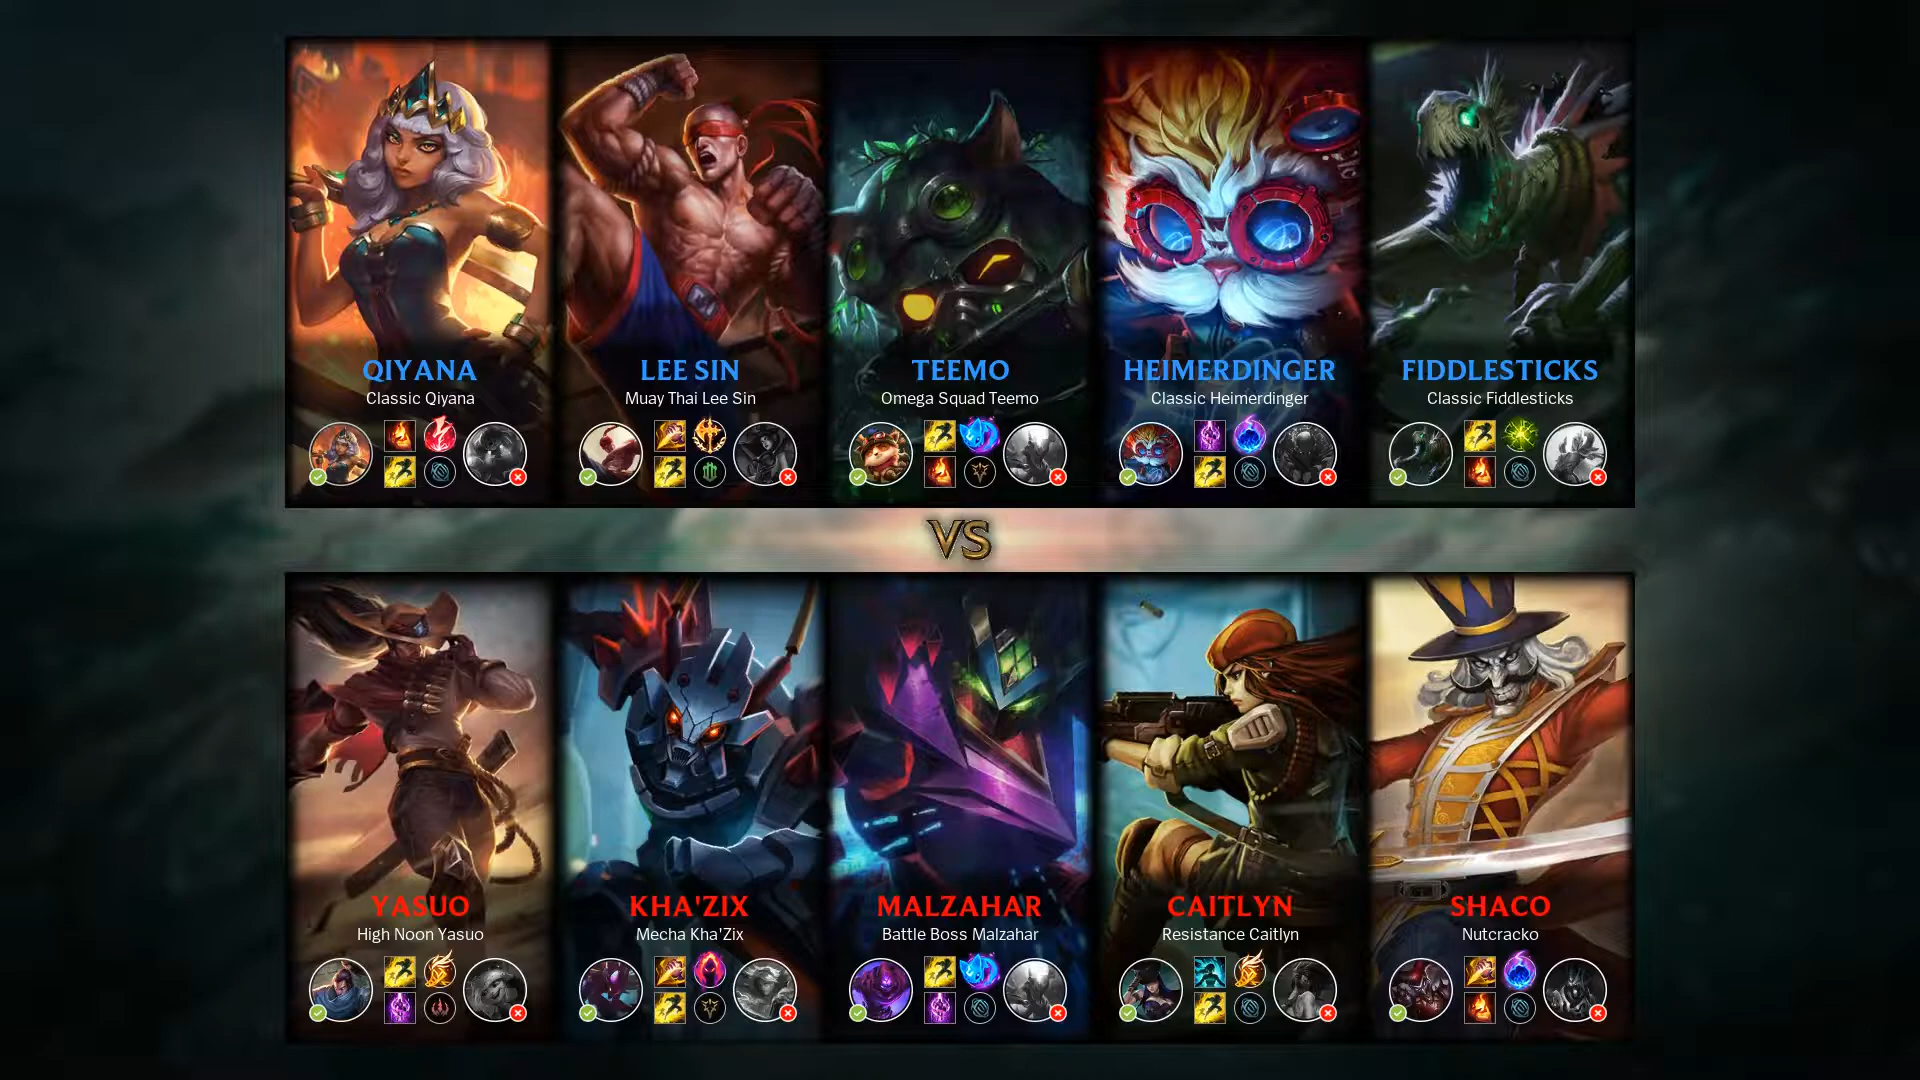 QIYANA
Classic Qiyana
LEE SIN
Muay Thai Lee Sin
TEEMO
Omega Squad Teemo
HEIMERDINGER
Classic Heimerdinger
FIDDLESTICKS
Classic Fiddlesticks
VS
YASUO
High Noon Yasuo
KHA'ZIX
Mecha Kha'Zix
MALZAHAR
Battle Boss Malzahar
CAITLYN
Resistance Caitlyn
SHACO
Nutcracko